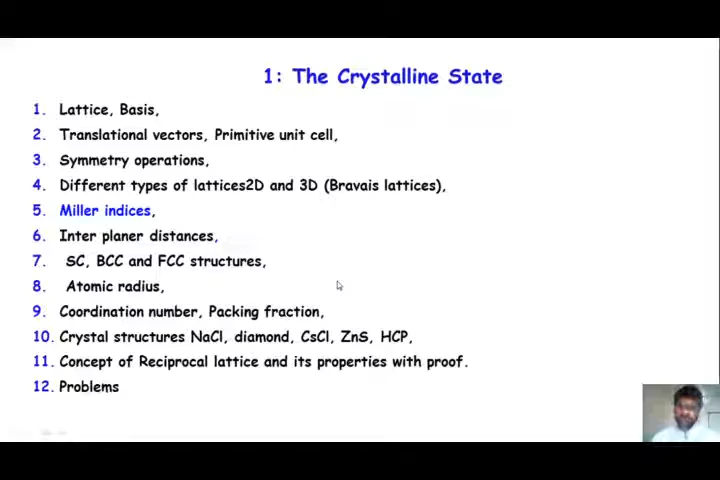 1: The Crystalline State
1. Lattice, Basis,
2. Translational vectors, Primitive unit cell,
3. Symmetry operations,
4. Different types of lattices2D and 3D (Bravais lattices),
5. Miller indices,
6. Inter planer distances,
7. SC, BCC and FCC structures,
8. Atomic radius,
9. Coordination number, Packing fraction,
10. Crystal structures NaCl, diamond, CsCl, ZnS, HCP,
11. Concept of Reciprocal lattice and its properties with proof.
12. Problems